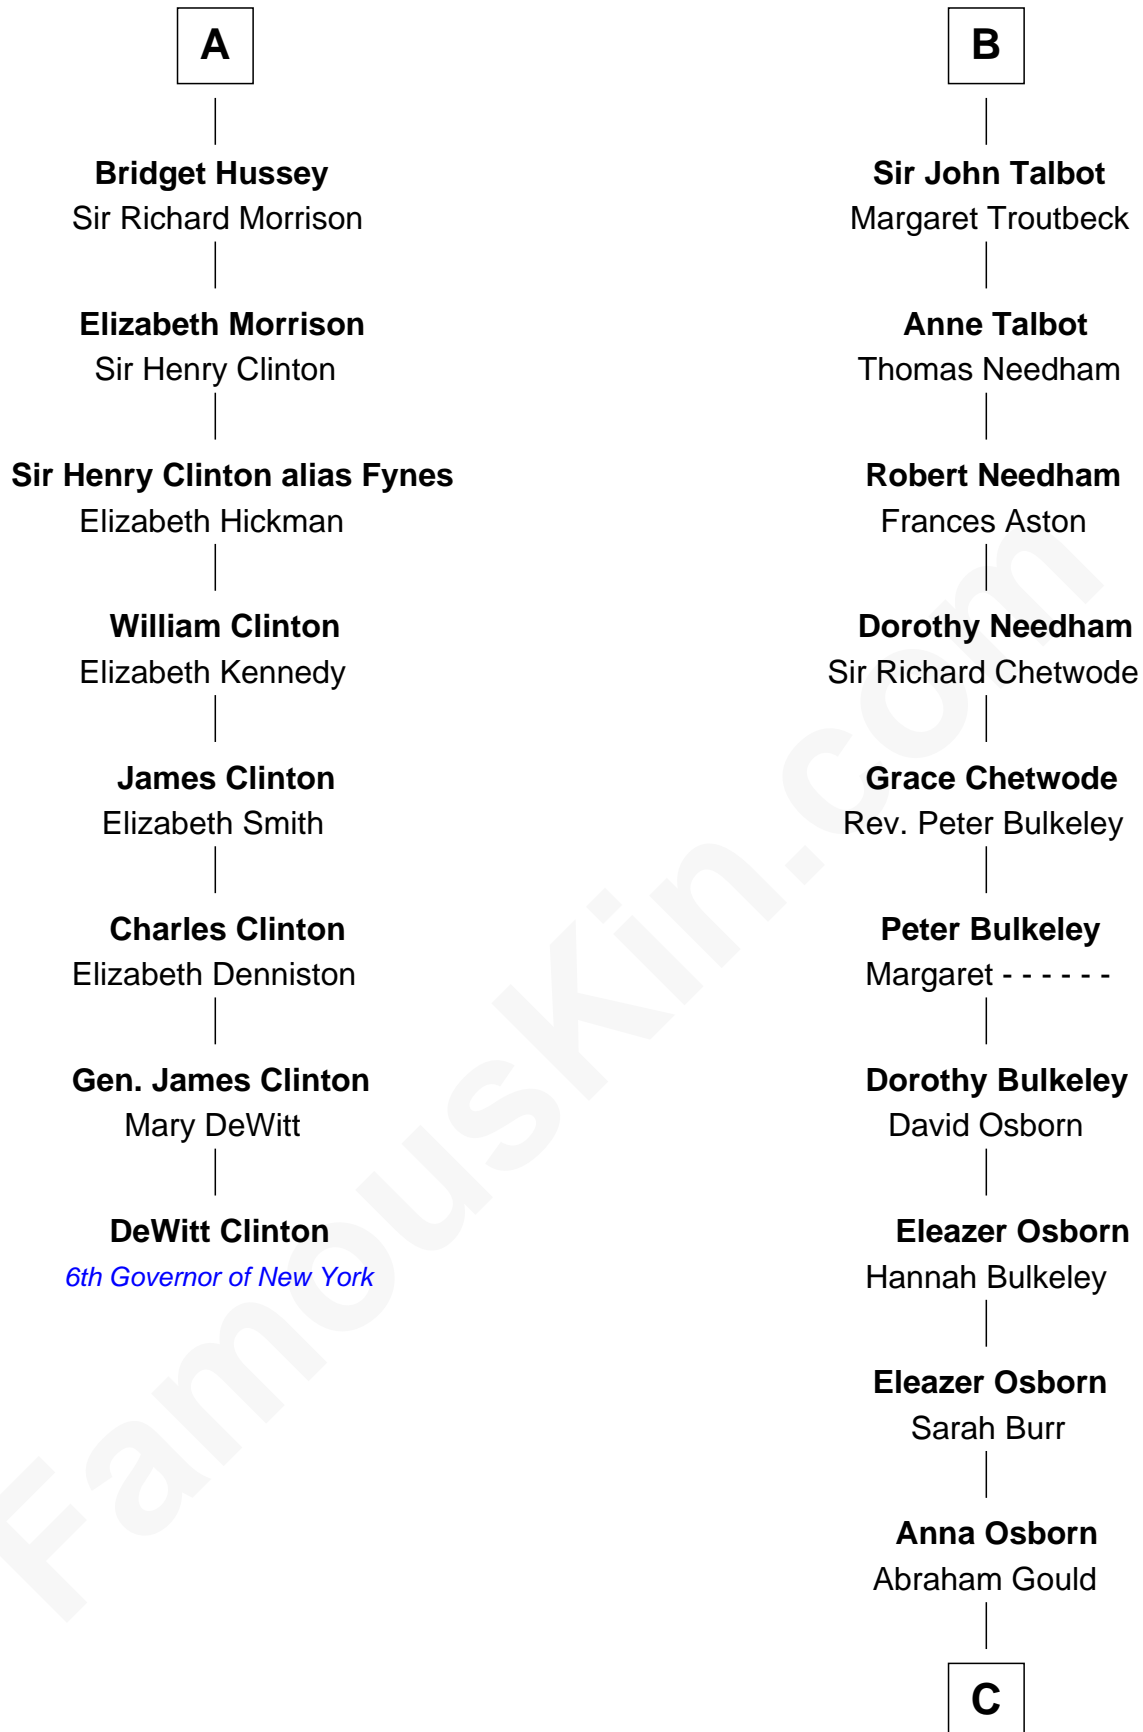 A
Bridget Hussey
Sir Richard Morrison
Elizabeth Morrison
Sir Henry Clinton
Sir Henry Clinton alias Fynes
Elizabeth Hickman
William Clinton
Elizabeth Kennedy
James Clinton
Elizabeth Smith
Charles Clinton
Elizabeth Denniston
Gen. James Clinton
Mary DeWitt
DeWitt Clinton
6th Governor of New York
B
Sir John Talbot
Margaret Troutbeck
Anne Talbot
Thomas Needham
Robert Needham
Frances Aston
Dorothy Needham
Sir Richard Chetwode
Grace Chetwode
Rev. Peter Bulkeley
Peter Bulkeley
Margaret - - - - - -
Dorothy Bulkeley
David Osborn
Eleazer Osborn
Hannah Bulkeley
Eleazer Osborn
Sarah Burr
Anna Osborn
Abraham Gould
C
FamousKin.com